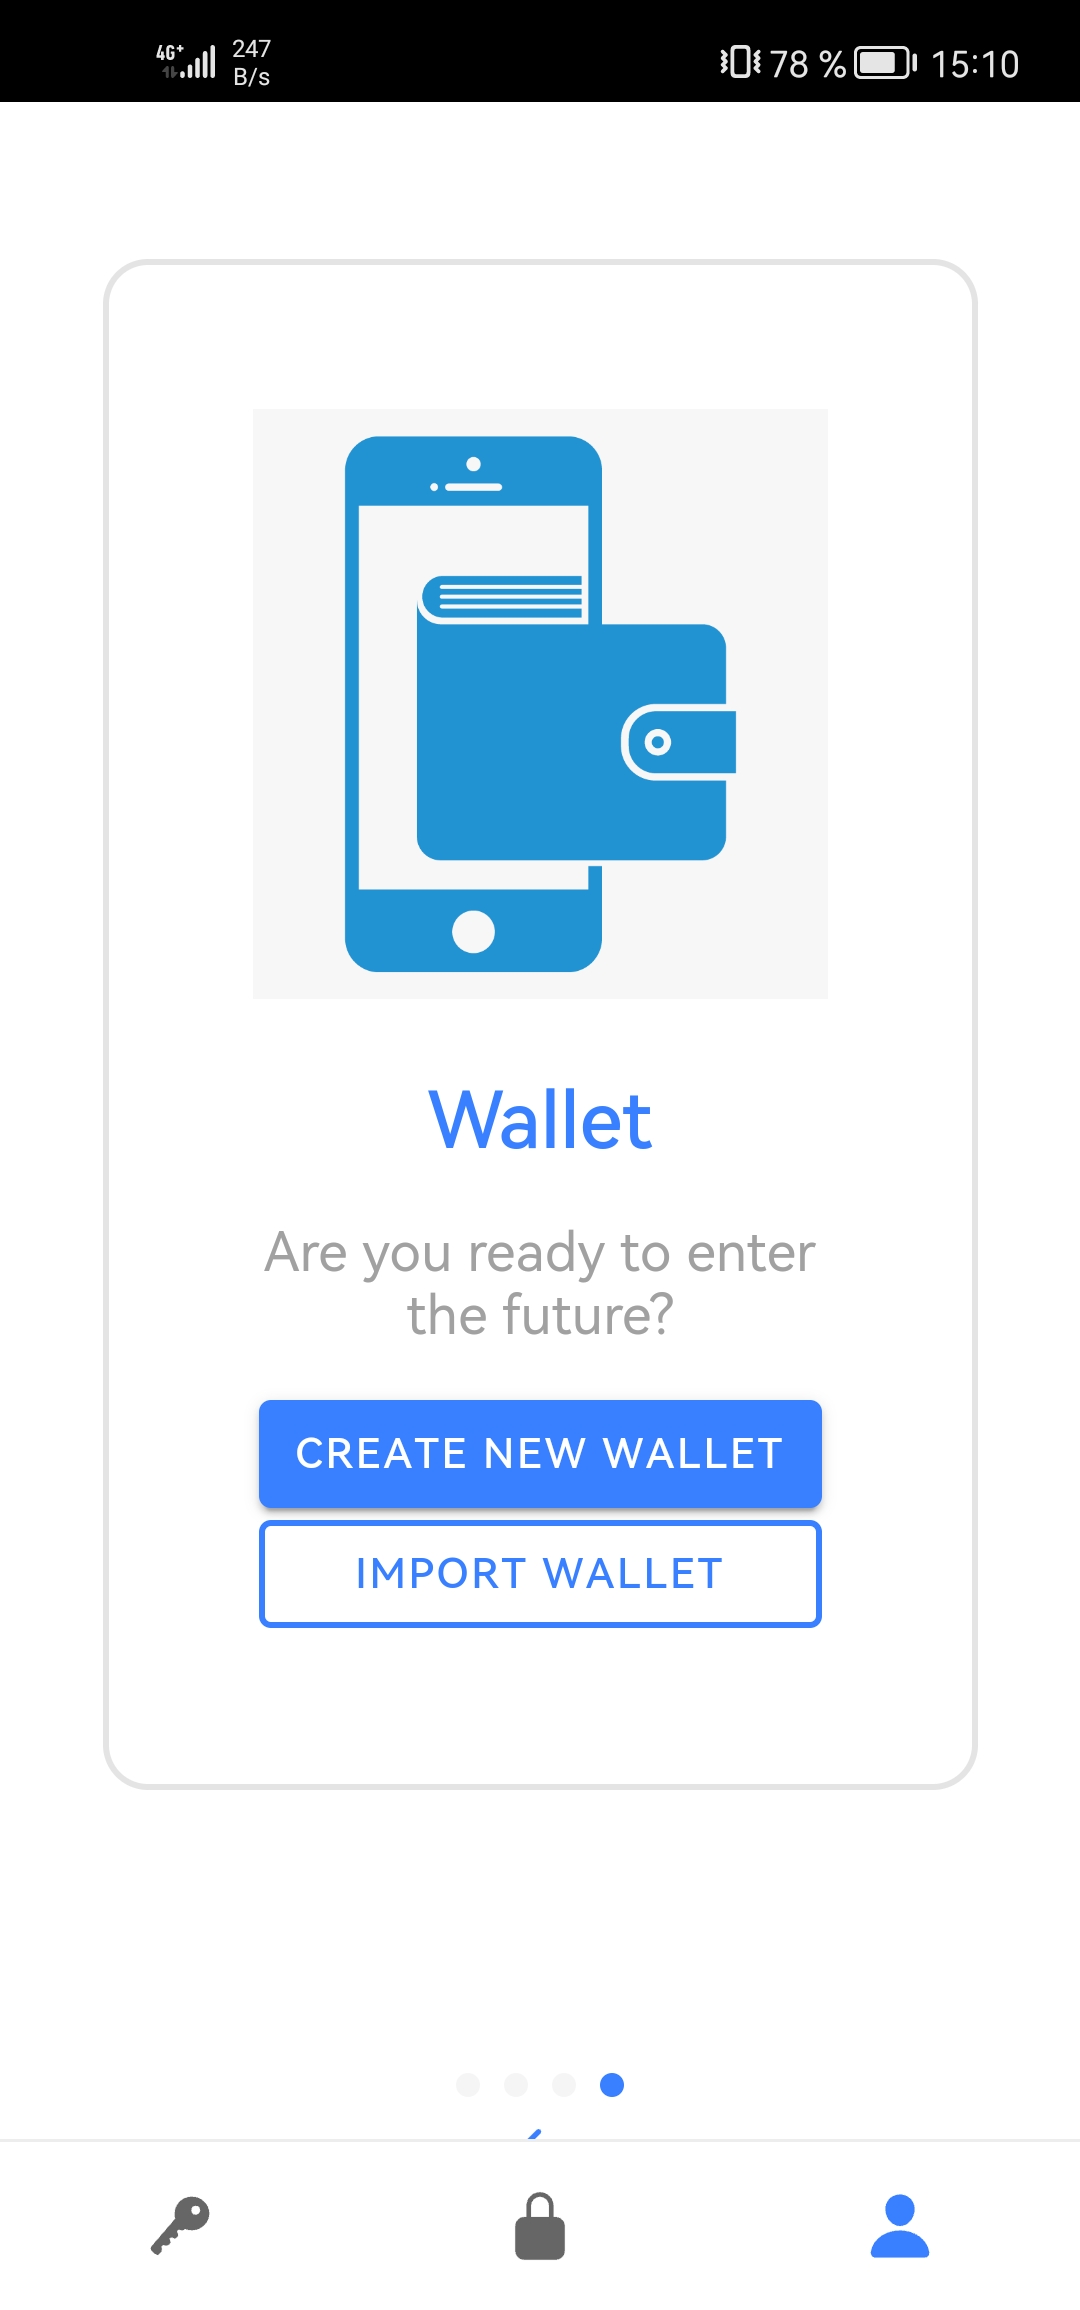 4G+ 247 B/s 78 % 15:10
Wallet
Are you ready to enter
the future?
CREATE NEW WALLET
IMPORT WALLET